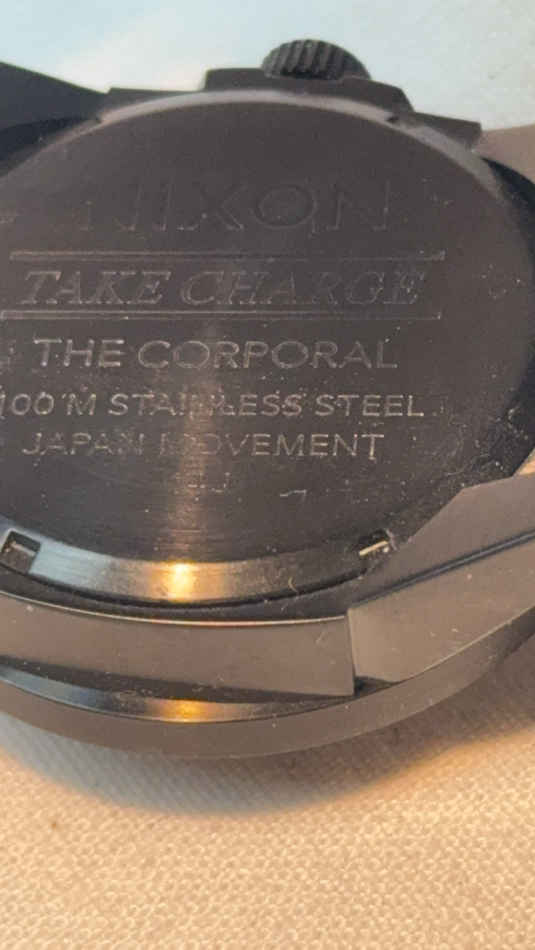 NIXON
TAKE CHARGE
THE CORPORAL
100 M STAINLESS STEEL
JAPAN MOVEMENT